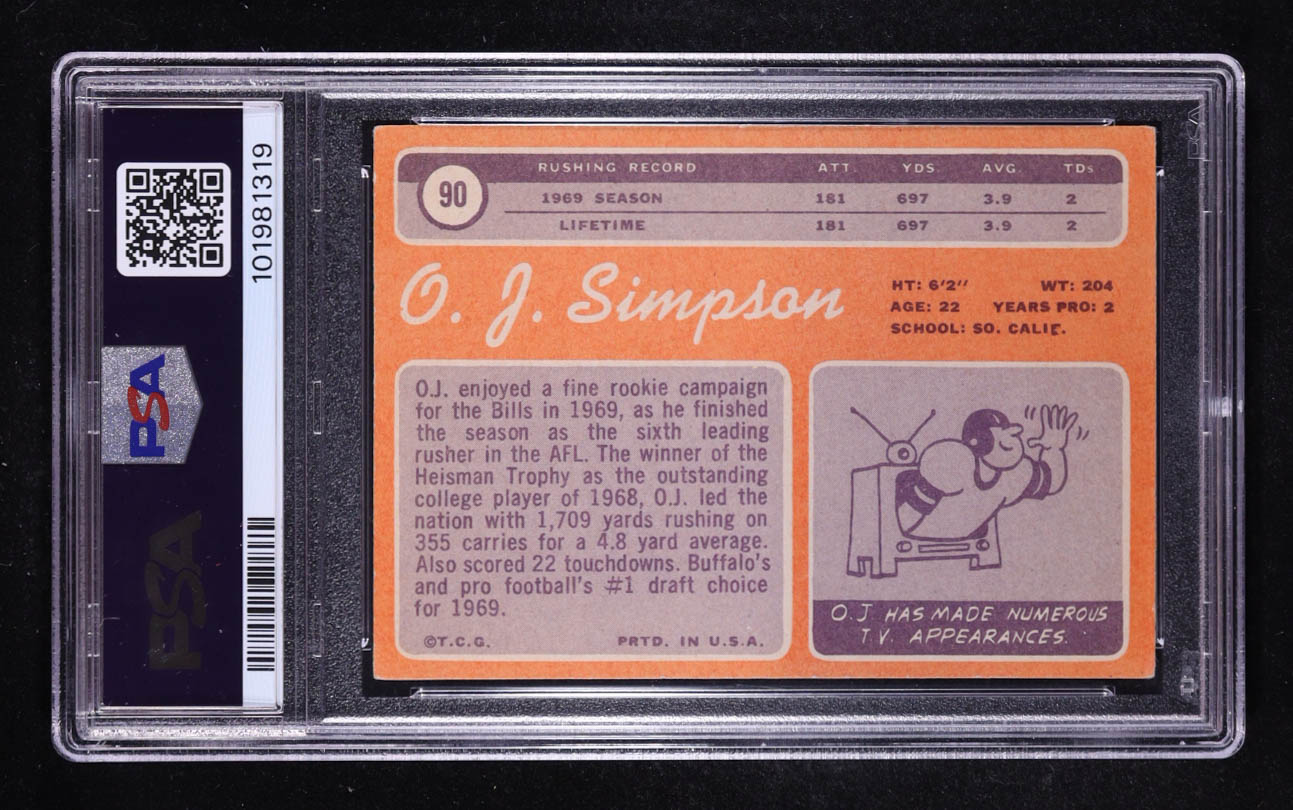 101981319
PSA
PSA
90
RUSHING RECORD ATT. YDS. AVG. TDs
1969 SEASON 181 697 3.9 2
LIFETIME 181 697 3.9 2
O. J. Simpson
HT: 6'2" WT: 204
AGE: 22 YEARS PRO: 2
SCHOOL: SO. CALIF.
O.J. enjoyed a fine rookie campaign
for the Bills in 1969, as he finished
the season as the sixth leading
rusher in the AFL. The winner of the
Heisman Trophy as the outstanding
college player of 1968, O.J. led the
nation with 1,709 yards rushing on
355 carries for a 4.8 yard average.
Also scored 22 touchdowns. Buffalo's
and pro football's #1 draft choice
for 1969.
©T.C.G. PRTD. IN U.S.A.
O.J HAS MADE NUMEROUS
T.V. APPEARANCES.